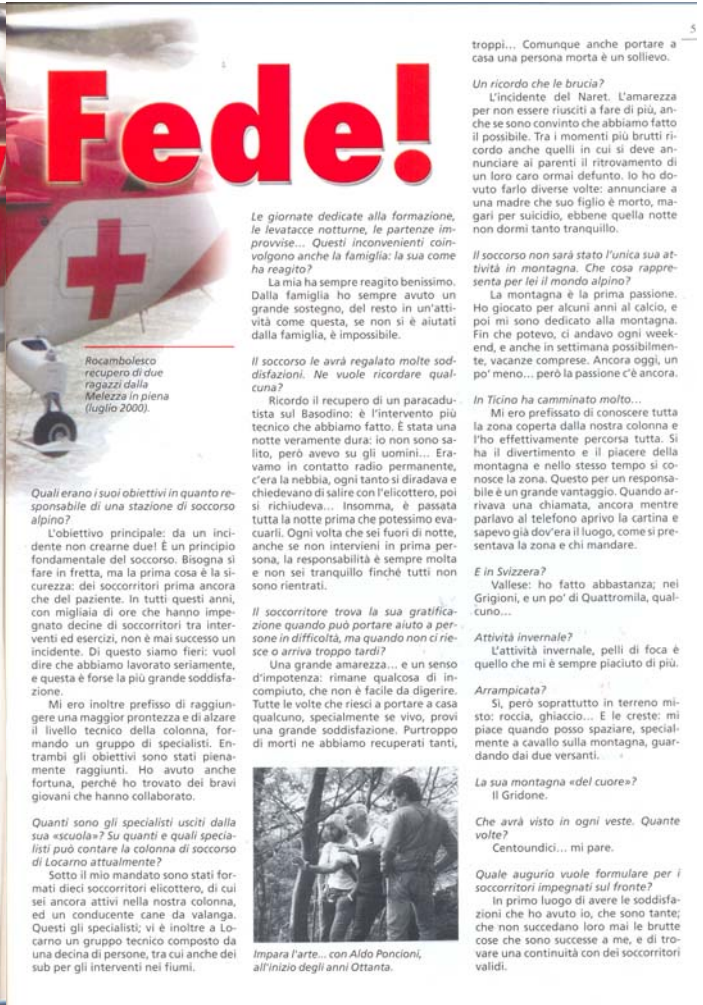 5
Fede!
Rocambolesco
recupero di due
ragazzi dalla
Melezza in piena
(luglio 2000).
Quali erano i suoi obiettivi in quanto re-
sponsabile di una stazione di soccorso
alpino?
L'obiettivo principale: da un inci-
dente non crearne due! È un principio
fondamentale del soccorso. Bisogna sì
fare in fretta, ma la prima cosa è la si-
curezza: dei soccorritori prima ancora
che del paziente. In tutti questi anni,
con migliaia di ore che hanno impe-
gnato decine di soccorritori tra inter-
venti ed esercizi, non è mai successo un
incidente. Di questo siamo fieri: vuol
dire che abbiamo lavorato seriamente,
e questa è forse la più grande soddisfa-
zione.
Mi ero inoltre prefisso di raggiun-
gere una maggior prontezza e di alzare
il livello tecnico della colonna, for-
mando un gruppo di specialisti. En-
trambi gli obiettivi sono stati piena-
mente raggiunti. Ho avuto anche
fortuna, perché ho trovato dei bravi
giovani che hanno collaborato.
Quanti sono gli specialisti usciti dalla
sua «scuola»? Su quanti e quali specia-
listi può contare la colonna di soccorso
di Locarno attualmente?
Sotto il mio mandato sono stati for-
mati dieci soccorritori elicottero, di cui
sei ancora attivi nella nostra colonna,
ed un conducente cane da valanga.
Questi gli specialisti; vi è inoltre a Lo-
carno un gruppo tecnico composto da
una decina di persone, tra cui anche dei
sub per gli interventi nei fiumi.
Le giornate dedicate alla formazione,
le levatacce notturne, le partenze im-
provvise... Questi inconvenienti coin-
volgono anche la famiglia: la sua come
ha reagito?
La mia ha sempre reagito benissimo.
Dalla famiglia ho sempre avuto un
grande sostegno, del resto in un'atti-
vità come questa, se non si è aiutati
dalla famiglia, è impossibile.
Il soccorso le avrà regalato molte sod-
disfazioni. Ne vuole ricordare qual-
cuna?
Ricordo il recupero di un paracadu-
tista sul Basodino: è l'intervento più
tecnico che abbiamo fatto. È stata una
notte veramente dura: io non sono sa-
lito, però avevo su gli uomini... Era-
vamo in contatto radio permanente,
c'era la nebbia, ogni tanto si diradava e
chiedevano di salire con l'elicottero, poi
si richiudeva... Insomma, è passata
tutta la notte prima che potessimo eva-
cuarli. Ogni volta che sei fuori di notte,
anche se non intervieni in prima per-
sona, la responsabilità è sempre molta
e non sei tranquillo finché tutti non
sono rientrati.
Il soccorritore trova la sua gratifica-
zione quando può portare aiuto a per-
sone in difficoltà, ma quando non ci rie-
sce o arriva troppo tardi?
Una grande amarezza... e un senso
d'impotenza: rimane qualcosa di in-
compiuto, che non è facile da digerire.
Tutte le volte che riesci a portare a casa
qualcuno, specialmente se vivo, provi
una grande soddisfazione. Purtroppo
di morti ne abbiamo recuperati tanti,
Impara l'arte... con Aldo Poncioni,
all'inizio degli anni Ottanta.
troppi... Comunque anche portare a
casa una persona morta è un sollievo.
Un ricordo che le brucia?
L'incidente del Naret. L'amarezza
per non essere riusciti a fare di più, an-
che se sono convinto che abbiamo fatto
il possibile. Tra i momenti più brutti ri-
cordo anche quelli in cui si deve an-
nunciare ai parenti il ritrovamento di
un loro caro ormai defunto. Io ho do-
vuto farlo diverse volte: annunciare a
una madre che suo figlio è morto, ma-
gari per suicidio, ebbene quella notte
non dormi tanto tranquillo.
Il soccorso non sarà stato l'unica sua at-
tività in montagna. Che cosa rappre-
senta per lei il mondo alpino?
La montagna è la prima passione.
Ho giocato per alcuni anni al calcio, e
poi mi sono dedicato alla montagna.
Fin che potevo, ci andavo ogni week-
end, e anche in settimana possibilmen-
te, vacanze comprese. Ancora oggi, un
po' meno... però la passione c'è ancora.
In Ticino ha camminato molto...
Mi ero prefissato di conoscere tutta
la zona coperta dalla nostra colonna e
l'ho effettivamente percorsa tutta. Si
ha il divertimento e il piacere della
montagna e nello stesso tempo si co-
nosce la zona. Questo per un responsa-
bile è un grande vantaggio. Quando ar-
rivava una chiamata, ancora mentre
parlavo al telefono aprivo la cartina e
sapevo già dov'era il luogo, come si pre-
sentava la zona e chi mandare.
E in Svizzera?
Vallese: ho fatto abbastanza; nei
Grigioni, e un po' di Quattromila, qual-
cuno...
Attività invernale?
L'attività invernale, pelli di foca è
quello che mi è sempre piaciuto di più.
Arrampicata?
Sì, però soprattutto in terreno mi-
sto: roccia, ghiaccio... E le creste: mi
piace quando posso spaziare, special-
mente a cavallo sulla montagna, guar-
dando dai due versanti.
La sua montagna «del cuore»?
Il Gridone.
Che avrà visto in ogni veste. Quante
volte?
Centoundici... mi pare.
Quale augurio vuole formulare per i
soccorritori impegnati sul fronte?
In primo luogo di avere le soddisfa-
zioni che ho avuto io, che sono tante;
che non succedano loro mai le brutte
cose che sono successe a me, e di tro-
vare una continuità con dei soccorritori
validi.